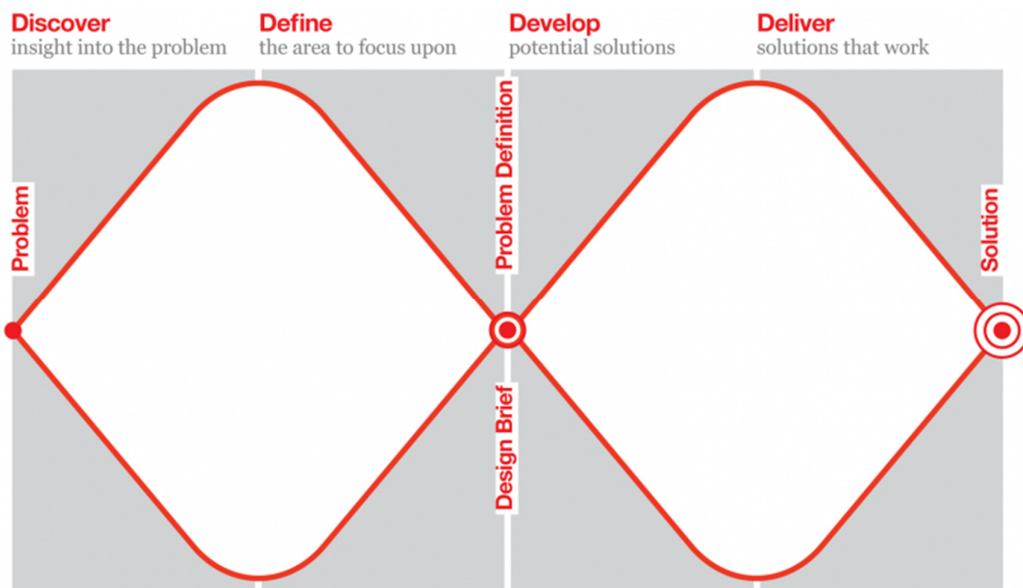 Discover
insight into the problem
Define
the area to focus upon
Develop
potential solutions
Deliver
solutions that work
Problem
Problem Definition
Design Brief
Solution